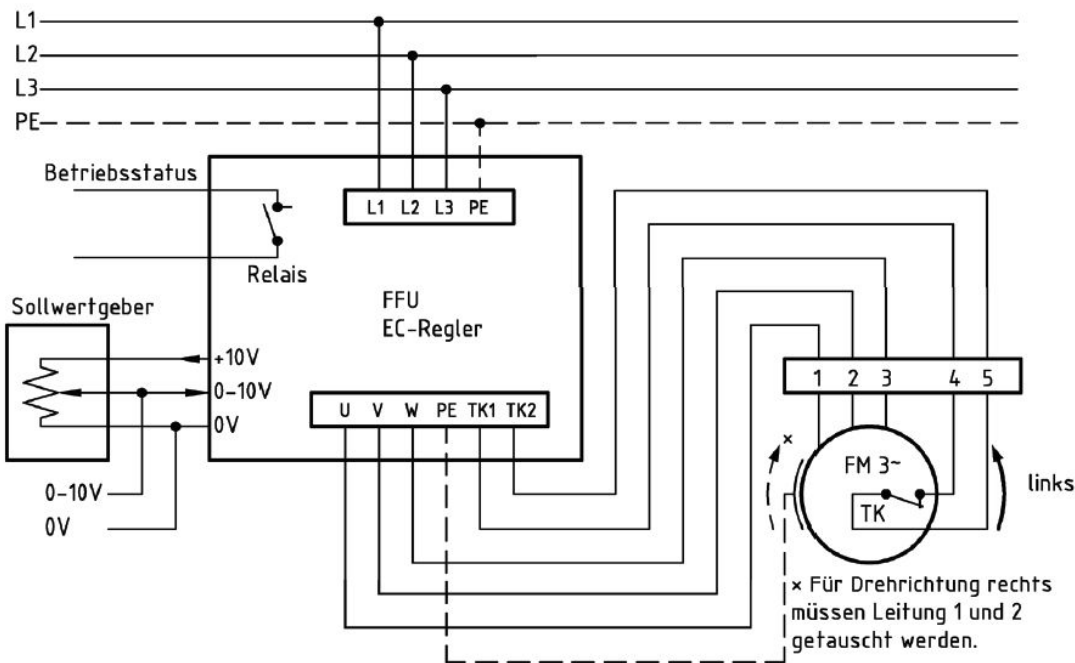 L1
L2
L3
PE
Betriebsstatus
L1 L2 L3 PE
Relais
FFU
EC-Regler
Sollwertgeber
+10V
0-10V
0V
U V W PE TK1 TK2
0-10V
0V
1 2 3 4 5
×
FM 3~
TK
links
× Für Drehrichtung rechts
müssen Leitung 1 und 2
getauscht werden.